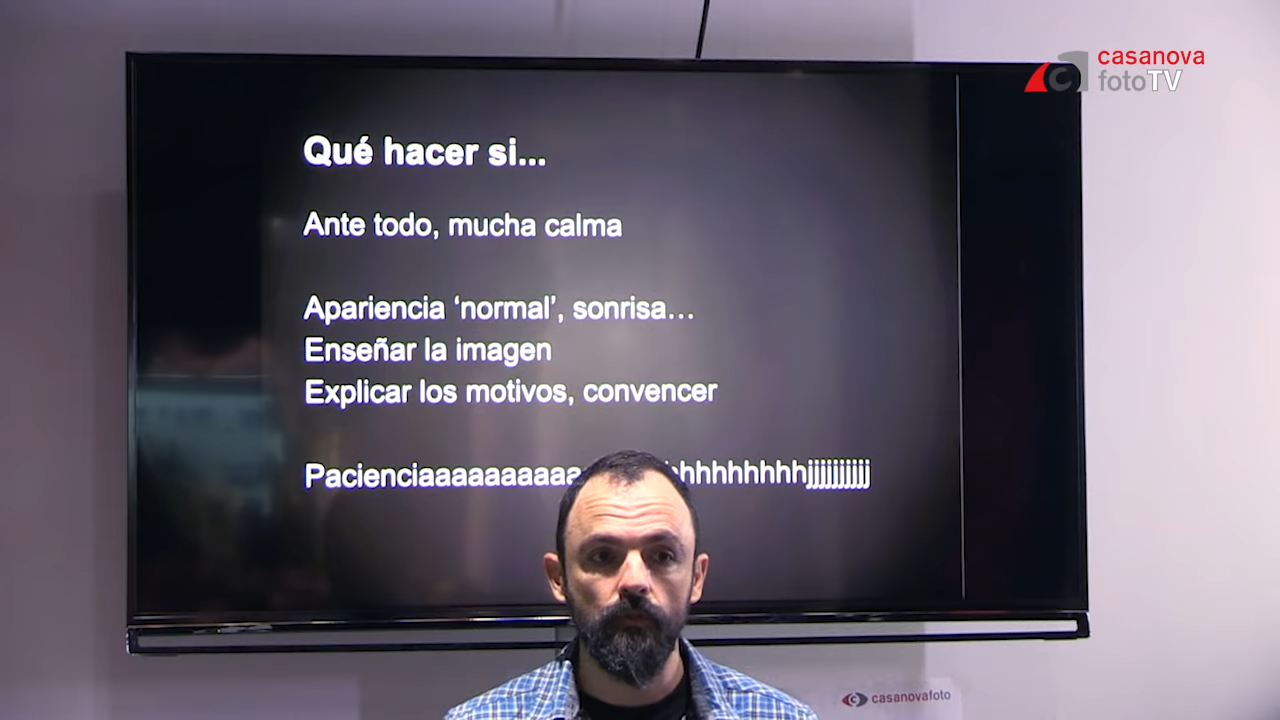 casanova
fotoTV
Qué hacer si...
Ante todo, mucha calma
Apariencia ‘normal’, sonrisa…
Enseñar la imagen
Explicar los motivos, convencer
casanovafoto